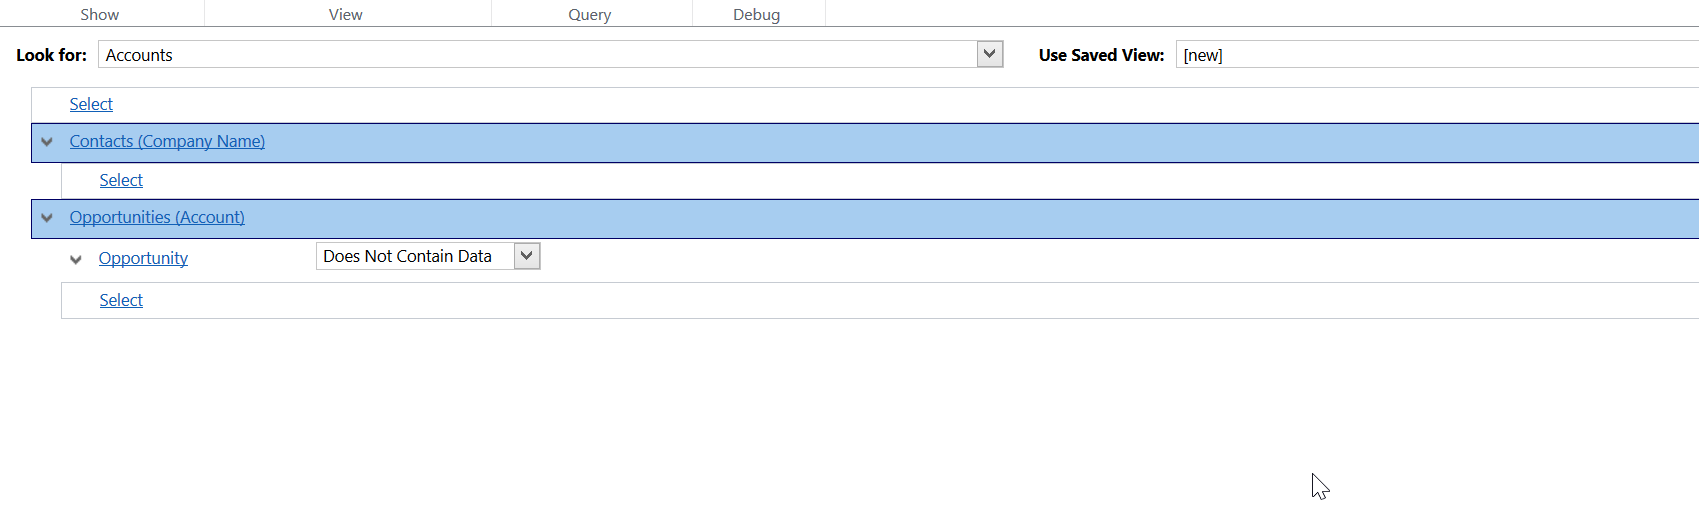 Show View Query Debug
Look for: Accounts Use Saved View: [new]
Select
Contacts (Company Name)
Select
Opportunities (Account)
Opportunity Does Not Contain Data
Select